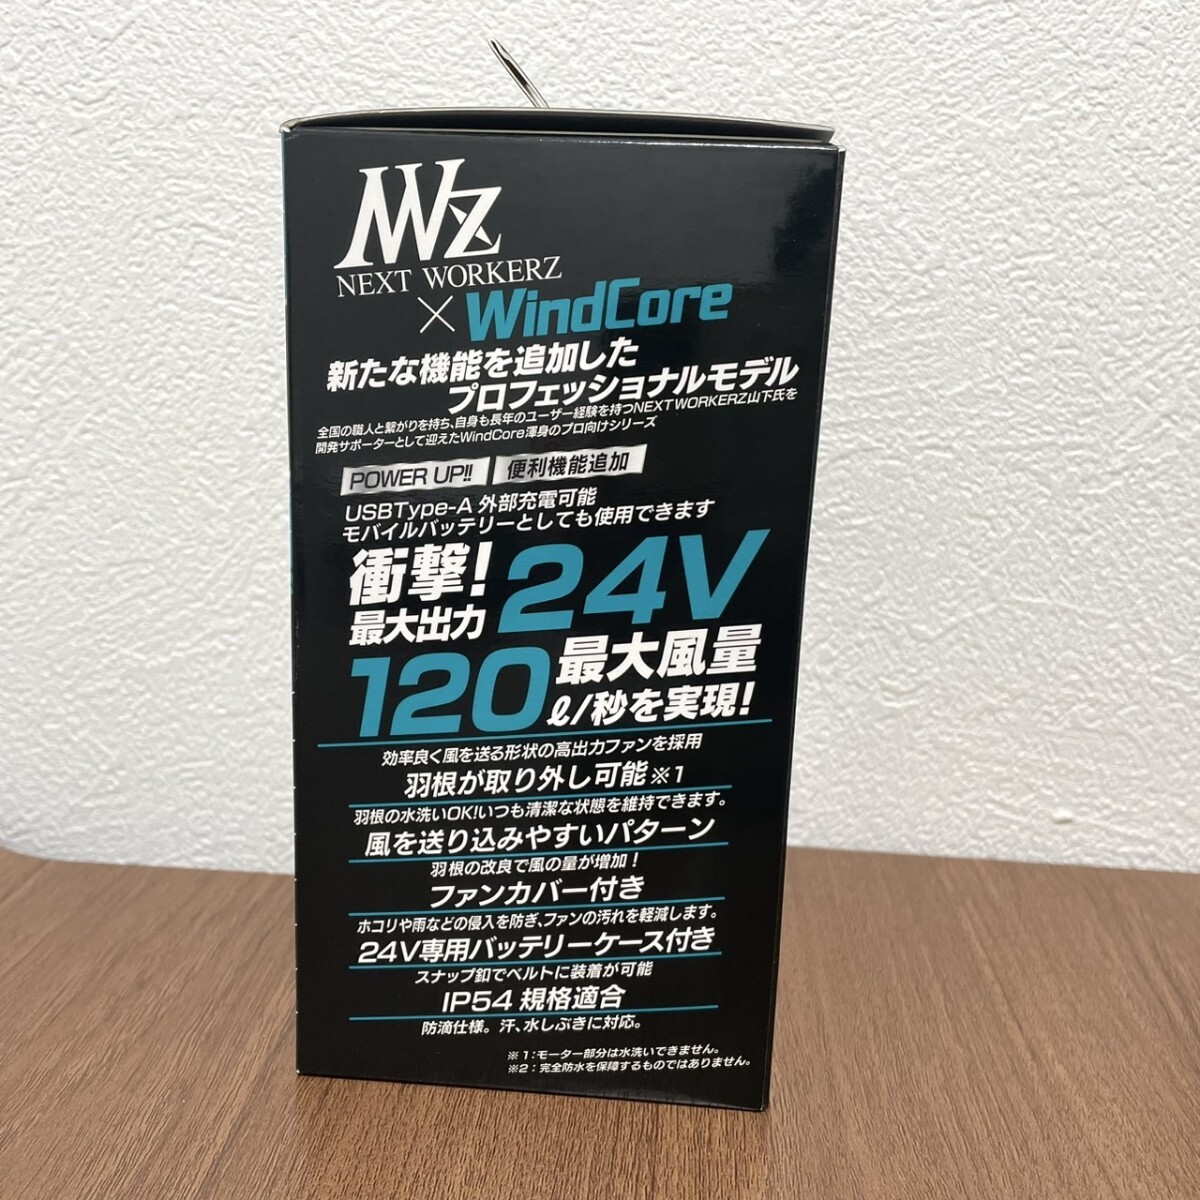 NWZ
NEXT WORKERZ
×WindCore
新たな機能を追加した
プロフェッショナルモデル
全国の職人と繋がりを持ち、自身も長年のユーザー経験を持つNEXT WORKERZ山下氏を
開発サポーターとして迎えたWindCore渾身のプロ向けシリーズ
POWER UP!! 便利機能追加
USBType-A 外部充電可能
モバイルバッテリーとしても使用できます
衝撃!
最大出力 24V
120 最大風量
ℓ/秒を実現!
効率良く風を送る形状の高出力ファンを採用
羽根が取り外し可能※1
羽根の水洗いOK!いつも清潔な状態を維持できます。
風を送り込みやすいパターン
羽根の改良で風の量が増加!
ファンカバー付き
ホコリや雨などの侵入を防ぎ、ファンの汚れを軽減します。
24V専用バッテリーケース付き
スナップ釦でベルトに装着が可能
IP54 規格適合
防滴仕様。汗、水しぶきに対応。
※1:モーター部分は水洗いできません。
※2:完全防水を保障するものではありません。